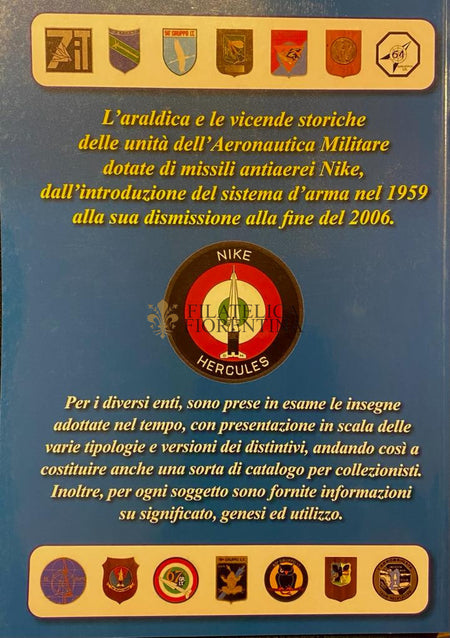 L'araldica e le vicende storiche
delle unità dell'Aeronautica Militare
dotate di missili antiaerei Nike,
dall'introduzione del sistema d'arma nel 1959
alla sua dismissione alla fine del 2006.
NIKE
FILATELICA
FIORENTINA
HERCULES
Per i diversi enti, sono prese in esame le insegne
adottate nel tempo, con presentazione in scala delle
varie tipologie e versioni dei distintivi, andando così a
costituire anche una sorta di catalogo per collezionisti.
Inoltre, per ogni soggetto sono fornite informazioni
su significato, genesi ed utilizzo.